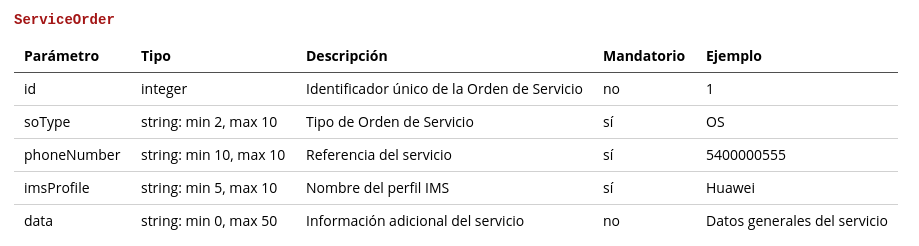 ServiceOrder
Parámetro Tipo Descripción Mandatorio Ejemplo
id integer Identificador único de la Orden de Servicio no 1
soType string: min 2, max 10 Tipo de Orden de Servicio sí OS
phoneNumber string: min 10, max 10 Referencia del servicio sí 5400000555
imsProfile string: min 5, max 10 Nombre del perfil IMS sí Huawei
data string: min 0, max 50 Información adicional del servicio no Datos generales del servicio